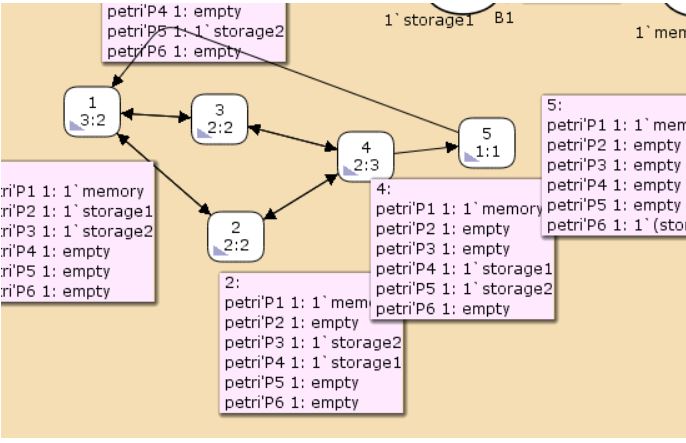 petri'P4 1: empty
petri'P5 1: 1`storage2
petri'P6 1: empty
1`storage1
B1
1`mem
1
3:2
3
2:2
4
2:3
5
1:1
2
2:2
tri'P1 1: 1`memory
tri'P2 1: 1`storage1
tri'P3 1: 1`storage2
tri'P4 1: empty
tri'P5 1: empty
tri'P6 1: empty
5:
petri'P1 1: 1`mem
petri'P2 1: empty
petri'P3 1: empty
petri'P4 1: empty
petri'P5 1: empty
petri'P6 1: 1`(stor
4:
petri'P1 1: 1`memory
petri'P2 1: empty
petri'P3 1: empty
petri'P4 1: 1`storage1
petri'P5 1: 1`storage2
petri'P6 1: empty
2:
petri'P1 1: 1`mem
petri'P2 1: empty
petri'P3 1: 1`storage2
petri'P4 1: 1`storage1
petri'P5 1: empty
petri'P6 1: empty